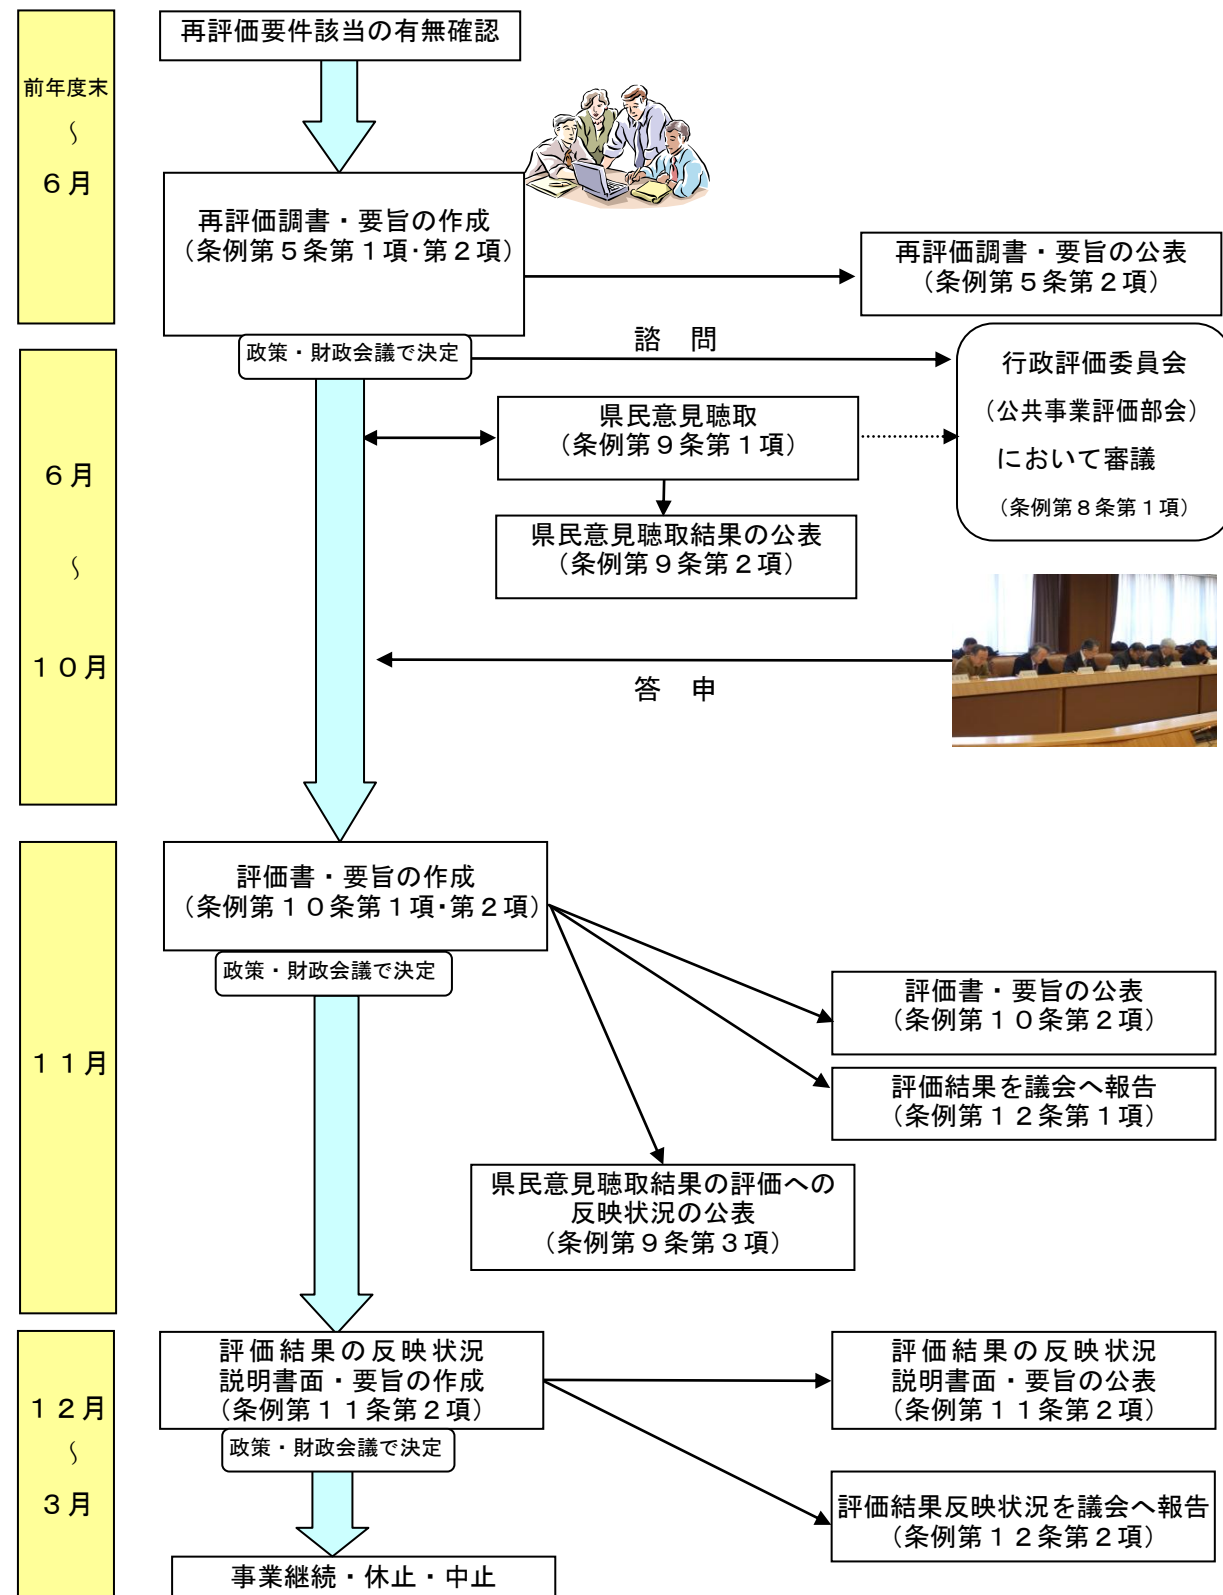 再評価要件該当の有無確認
前年度末
～
６月
再評価調書・要旨の作成
（条例第５条第１項･第２項）
再評価調書・要旨の公表
（条例第５条第２項）
政策・財政会議で決定
諮　問
行政評価委員会
（公共事業評価部会）
において審議
（条例第８条第１項）
県民意見聴取
（条例第９条第１項）
県民意見聴取結果の公表
（条例第９条第２項）
６月
～
１０月
答　申
評価書・要旨の作成
（条例第１０条第１項･第２項）
政策・財政会議で決定
１１月
評価書・要旨の公表
（条例第１０条第２項）
評価結果を議会へ報告
（条例第１２条第１項）
県民意見聴取結果の評価への
反映状況の公表
（条例第９条第３項）
評価結果の反映状況
説明書面・要旨の作成
（条例第１１条第２項）
政策・財政会議で決定
評価結果の反映状況
説明書面・要旨の公表
（条例第１１条第２項）
１２月
～
３月
評価結果反映状況を議会へ報告
（条例第１２条第２項）
事業継続・休止・中止